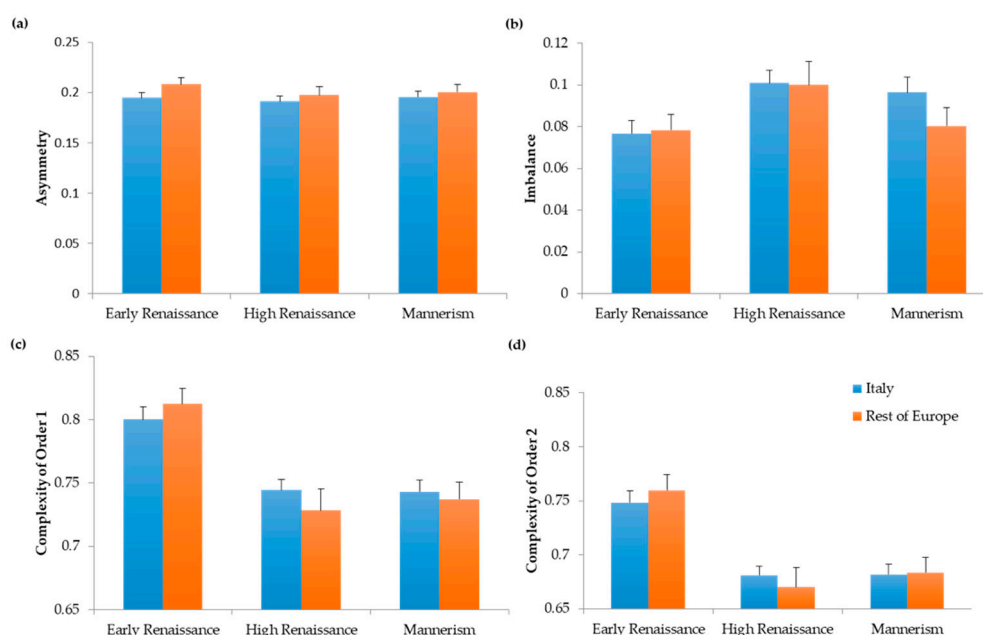 (a)
Asymmetry
0.25
0.2
0.15
0.1
0.05
0
Early Renaissance High Renaissance Mannerism
(b)
Imbalance
0.12
0.1
0.08
0.06
0.04
0.02
0
Early Renaissance High Renaissance Mannerism
(c)
Complexity of Order 1
0.85
0.8
0.75
0.7
0.65
Early Renaissance High Renaissance Mannerism
(d)
Complexity of Order 2
0.85
0.8
0.75
0.7
0.65
Italy
Rest of Europe
Early Renaissance High Renaissance Mannerism